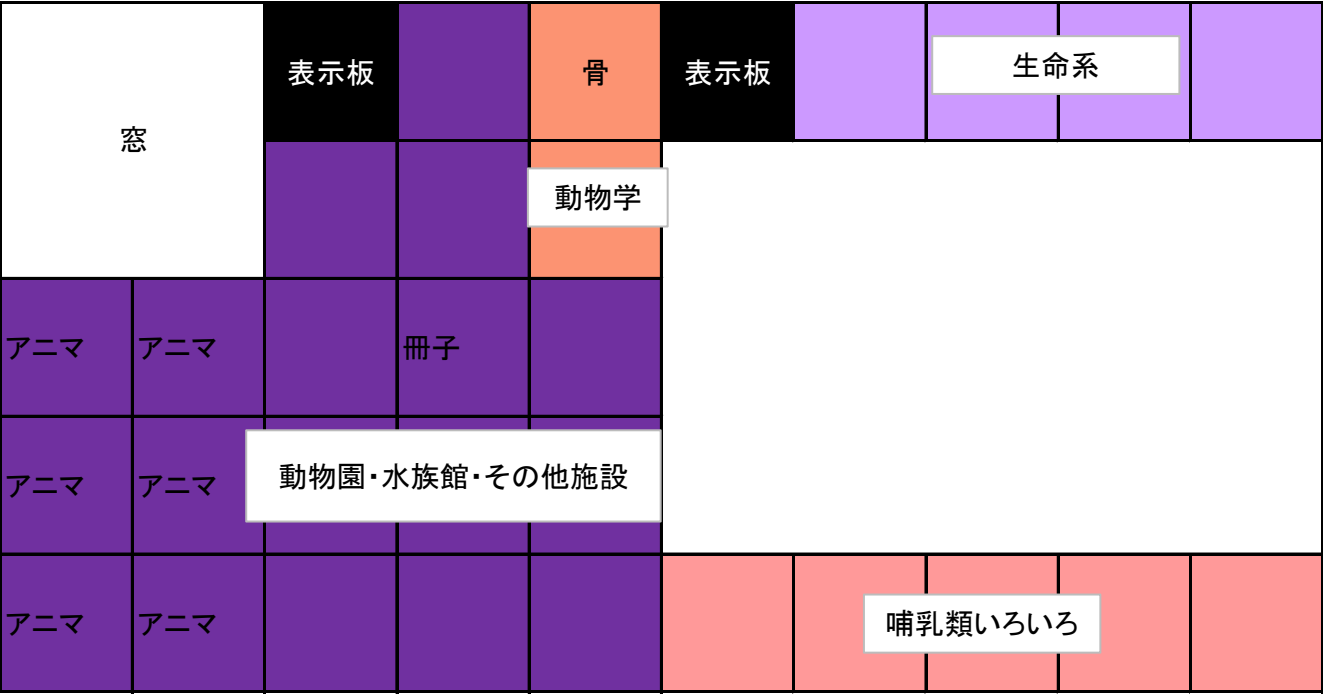 表示板
骨
表示板
生命系
窓
動物学
アニマ
アニマ
冊子
アニマ
アニマ
動物園・水族館・その他施設
アニマ
アニマ
哺乳類いろいろ